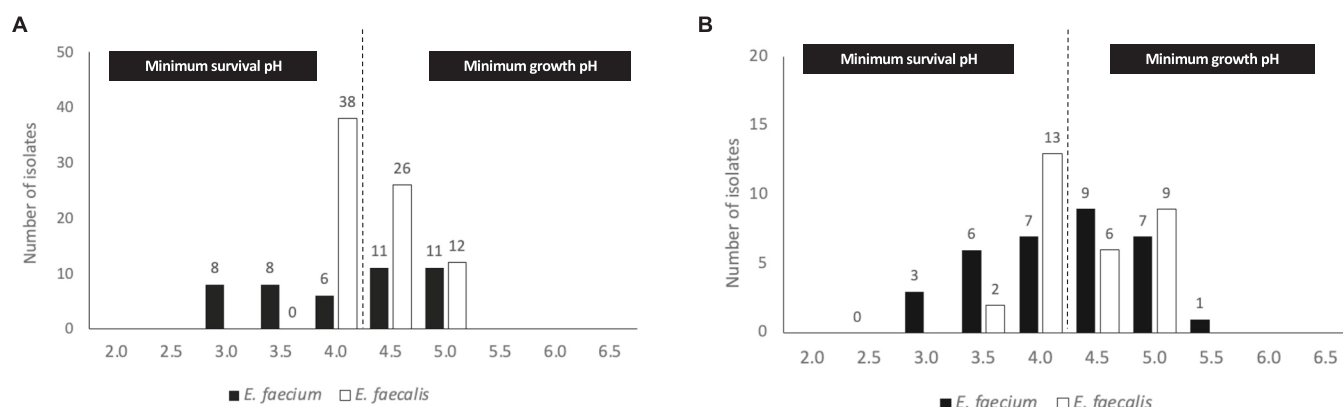 A
Minimum survival pH
Minimum growth pH
Number of isolates
50
40
30
20
10
0
8
8
0
6
38
11
26
11
12
2.0 2.5 3.0 3.5 4.0 4.5 5.0 5.5 6.0 6.5
E. faecium E. faecalis
B
Minimum survival pH
Minimum growth pH
Number of isolates
20
15
10
5
0
0
3
6
2
7
13
9
6
7
9
1
2.0 2.5 3.0 3.5 4.0 4.5 5.0 5.5 6.0 6.5
E. faecium E. faecalis